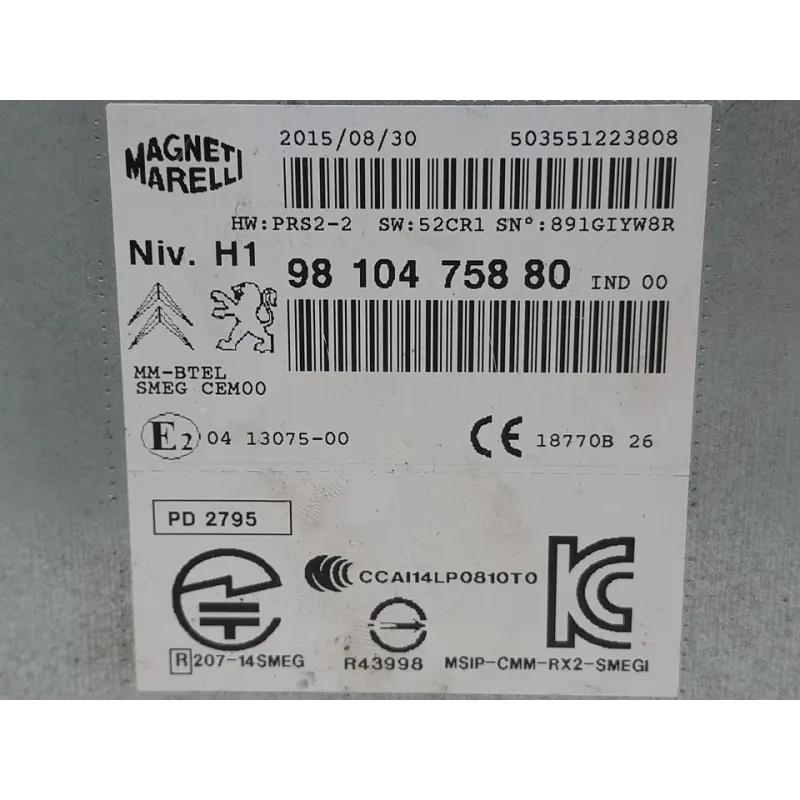 MAGNETI MARELLI
2015/08/30 503551223808
HW:PRS2-2 SW:52CR1 SN°:891GIYW8R
Niv. H1
98 104 758 80 IND 00
MM-BTEL
SMEG CEM00
E2 04 13075-00
CE 18770B 26
PD 2795
CCAI14LP0810T0
R 207-14SMEG
R43998
MSIP-CMM-RX2-SMEGI